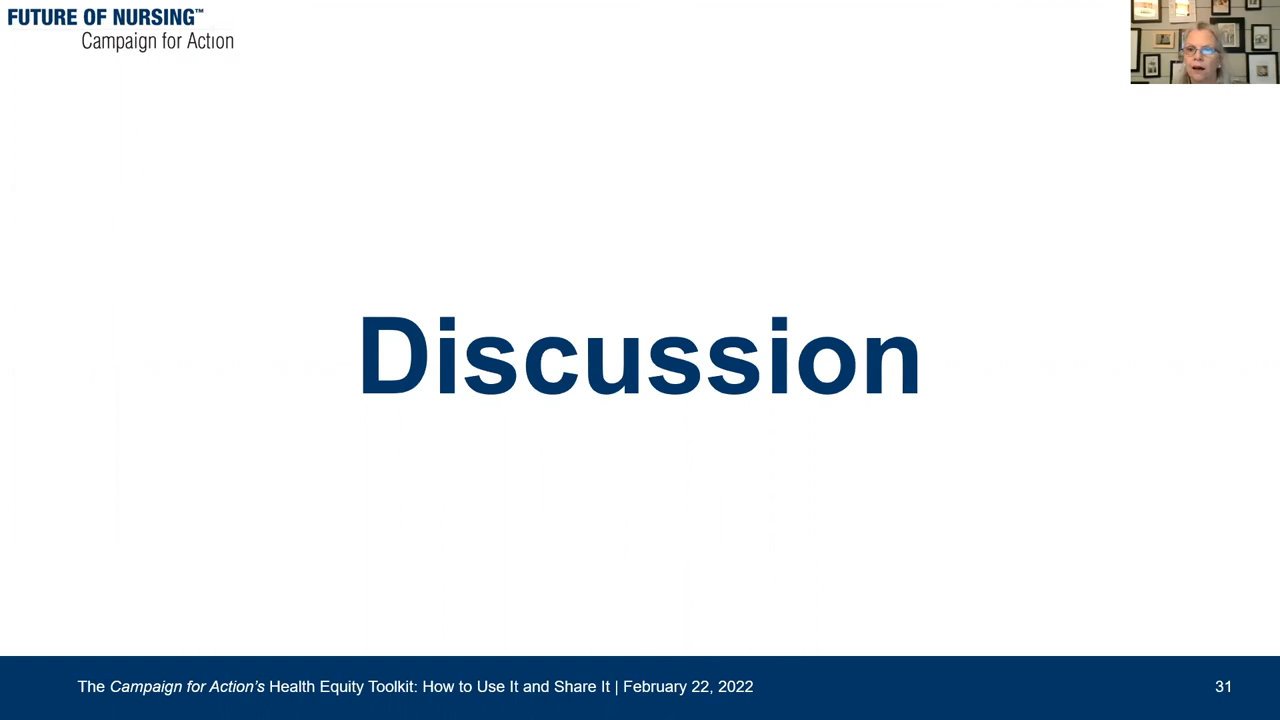 FUTURE OF NURSING™
Campaign for Action
Discussion
The Campaign for Action’s Health Equity Toolkit: How to Use It and Share It | February 22, 2022
31